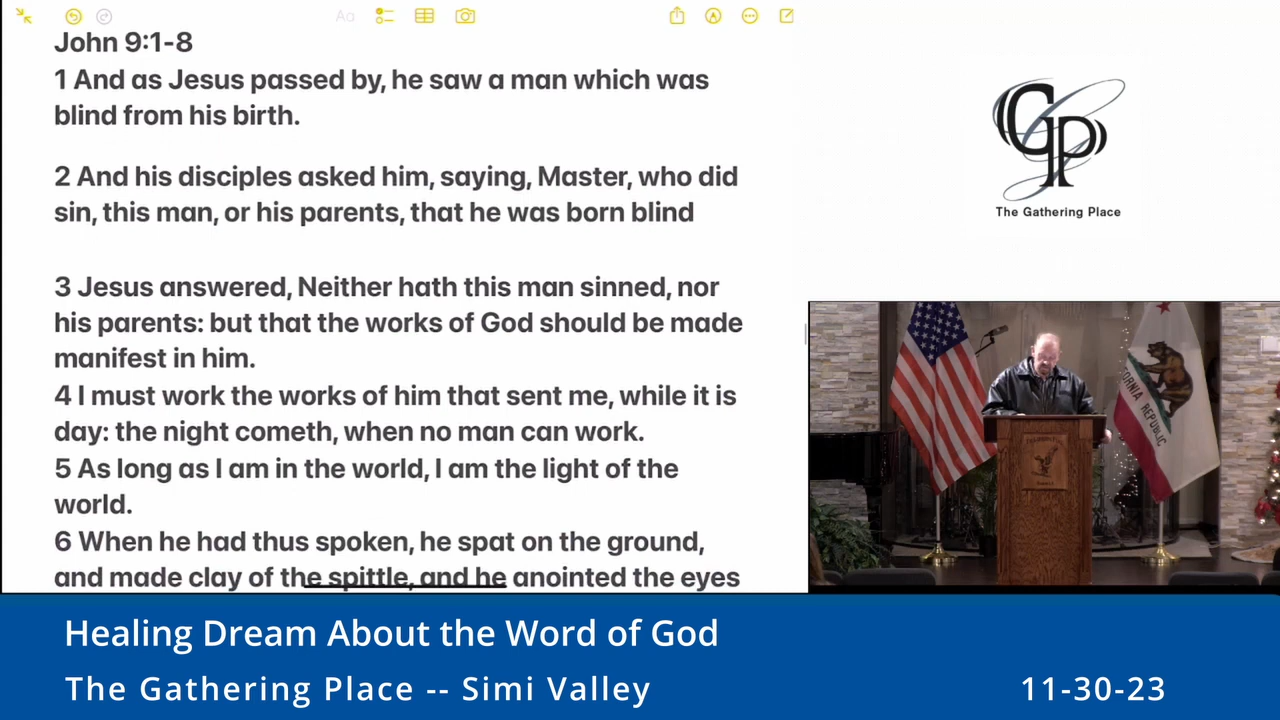 Aa
John 9:1-8
1 And as Jesus passed by, he saw a man which was
blind from his birth.
2 And his disciples asked him, saying, Master, who did
sin, this man, or his parents, that he was born blind
3 Jesus answered, Neither hath this man sinned, nor
his parents: but that the works of God should be made
manifest in him.
4 I must work the works of him that sent me, while it is
day: the night cometh, when no man can work.
5 As long as I am in the world, I am the light of the
world.
6 When he had thus spoken, he spat on the ground,
and made clay of the spittle, and he anointed the eyes
GP
The Gathering Place
CALIFORNIA REPUBLIC
Healing Dream About the Word of God
The Gathering Place -- Simi Valley
11-30-23